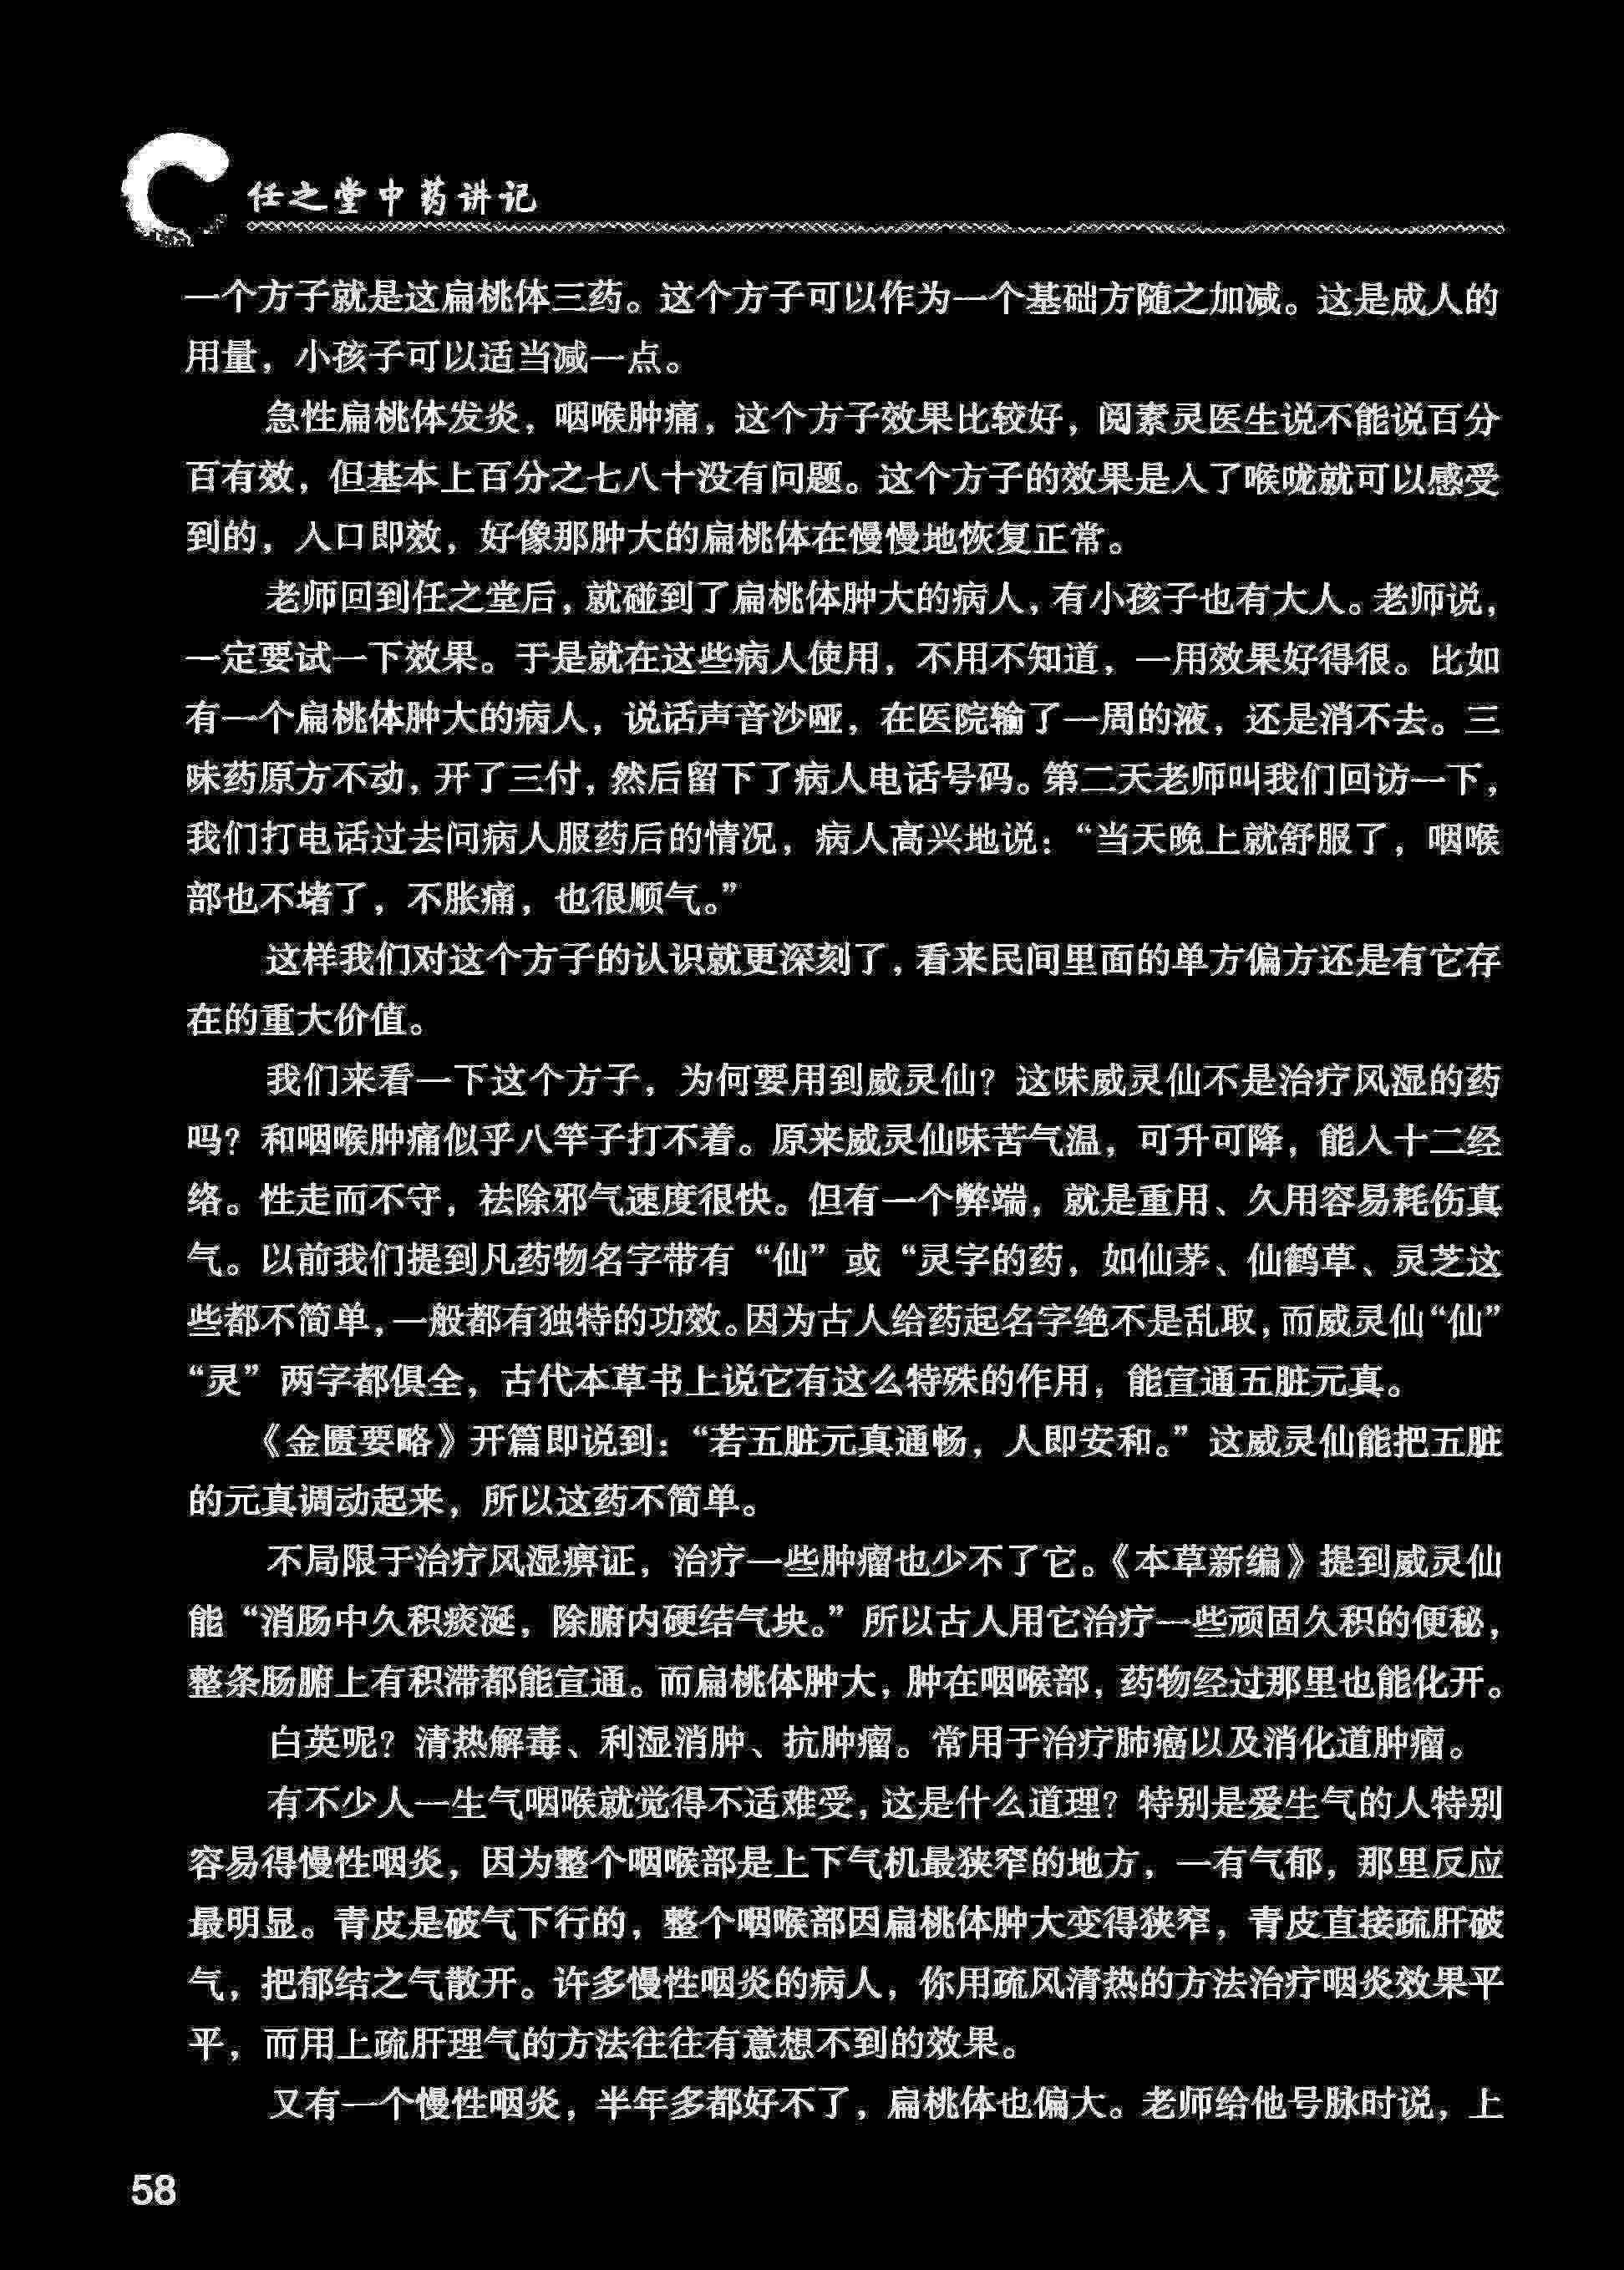 任之堂中药讲记
一个方子就是这扁桃体三药。这个方子可以作为一个基础方随之加减。这是成人的
用量，小孩子可以适当减一点。
急性扁桃体发炎，咽喉肿痛，这个方子效果比较好，阅素灵医生说不能说百分
百有效，但基本上百分之七八十没有问题。这个方子的效果是入了喉咙就可以感受
到的，入口即效，好像那肿大的扁桃体在慢慢地恢复正常。
老师回到任之堂后，就碰到了扁桃体肿大的病人，有小孩子也有大人。老师说，
一定要试一下效果。于是就在这些病人使用，不用不知道，一用效果好得很。比如
有一个扁桃体肿大的病人，说话声音沙哑，在医院输了一周的液，还是消不去。三
味药原方不动，开了三付，然后留下了病人电话号码。第二天老师叫我们回访一下，
我们打电话过去问病人服药后的情况，病人高兴地说：“当天晚上就舒服了，咽喉
部也不堵了，不胀痛，也很顺气。”
这样我们对这个方子的认识就更深刻了，看来民间里面的单方偏方还是有它存
在的重大价值。
我们来看一下这个方子，为何要用到威灵仙？这味威灵仙不是治疗风湿的药
吗？和咽喉肿痛似乎八竿子打不着。原来威灵仙味苦气温，可升可降，能入十二经
络。性走而不守，祛除邪气速度很快。但有一个弊端，就是重用、久用容易耗伤真
气。以前我们提到凡药物名字带有“仙”或“灵字的药，如仙茅、仙鹤草、灵芝这
些都不简单，一般都有独特的功效。因为古人给药起名字绝不是乱取，而威灵仙“仙”
“灵”两字都俱全，古代本草书上说它有这么特殊的作用，能宣通五脏元真。
《金匮要略》开篇即说到：“若五脏元真通畅，人即安和。”这威灵仙能把五脏
的元真调动起来，所以这药不简单。
不局限于治疗风湿痹证，治疗一些肿瘤也少不了它。《本草新编》提到威灵仙
能“消肠中久积痰涎，除腑内硬结气块。”所以古人用它治疗一些顽固久积的便秘，
整条肠腑上有积滞都能宣通。而扁桃体肿大，肿在咽喉部，药物经过那里也能化开。
白英呢？清热解毒、利湿消肿、抗肿瘤。常用于治疗肺癌以及消化道肿瘤。
有不少人一生气咽喉就觉得不适难受，这是什么道理？特别是爱生气的人特别
容易得慢性咽炎，因为整个咽喉部是上下气机最狭窄的地方，一有气郁，那里反应
最明显。青皮是破气下行的，整个咽喉部因扁桃体肿大变得狭窄，青皮直接疏肝破
气，把郁结之气散开。许多慢性咽炎的病人，你用疏风清热的方法治疗咽炎效果平
平，而用上疏肝理气的方法往往有意想不到的效果。
又有一个慢性咽炎，半年多都好不了，扁桃体也偏大。老师给他号脉时说，上
58